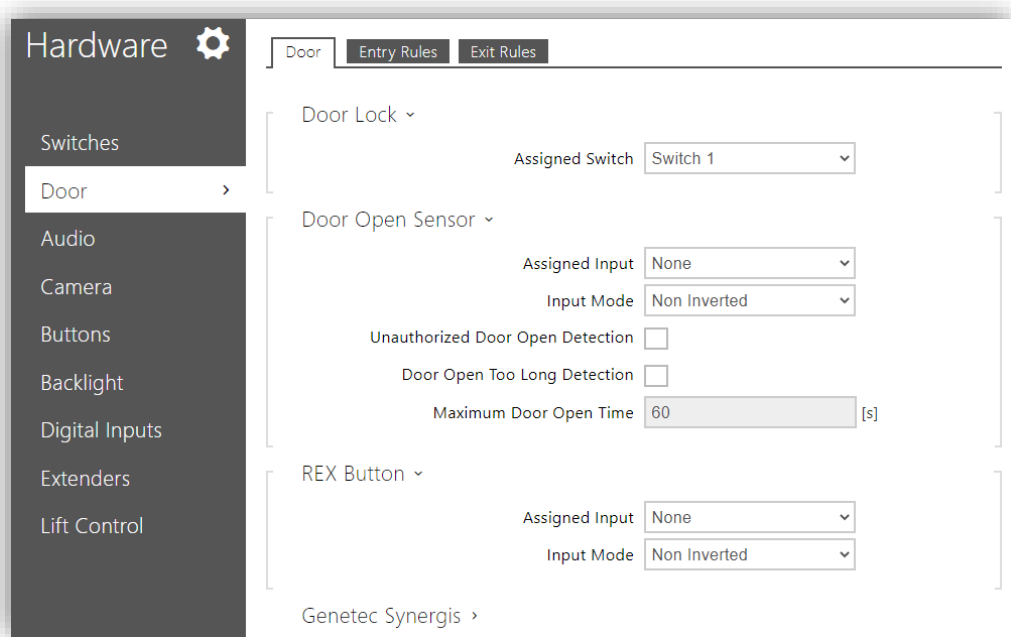 Hardware
Switches
Door
Audio
Camera
Buttons
Backlight
Digital Inputs
Extenders
Lift Control
Door Entry Rules Exit Rules
Door Lock
Assigned Switch Switch 1
Door Open Sensor
Assigned Input None
Input Mode Non Inverted
Unauthorized Door Open Detection
Door Open Too Long Detection
Maximum Door Open Time 60 [s]
REX Button
Assigned Input None
Input Mode Non Inverted
Genetec Synergis